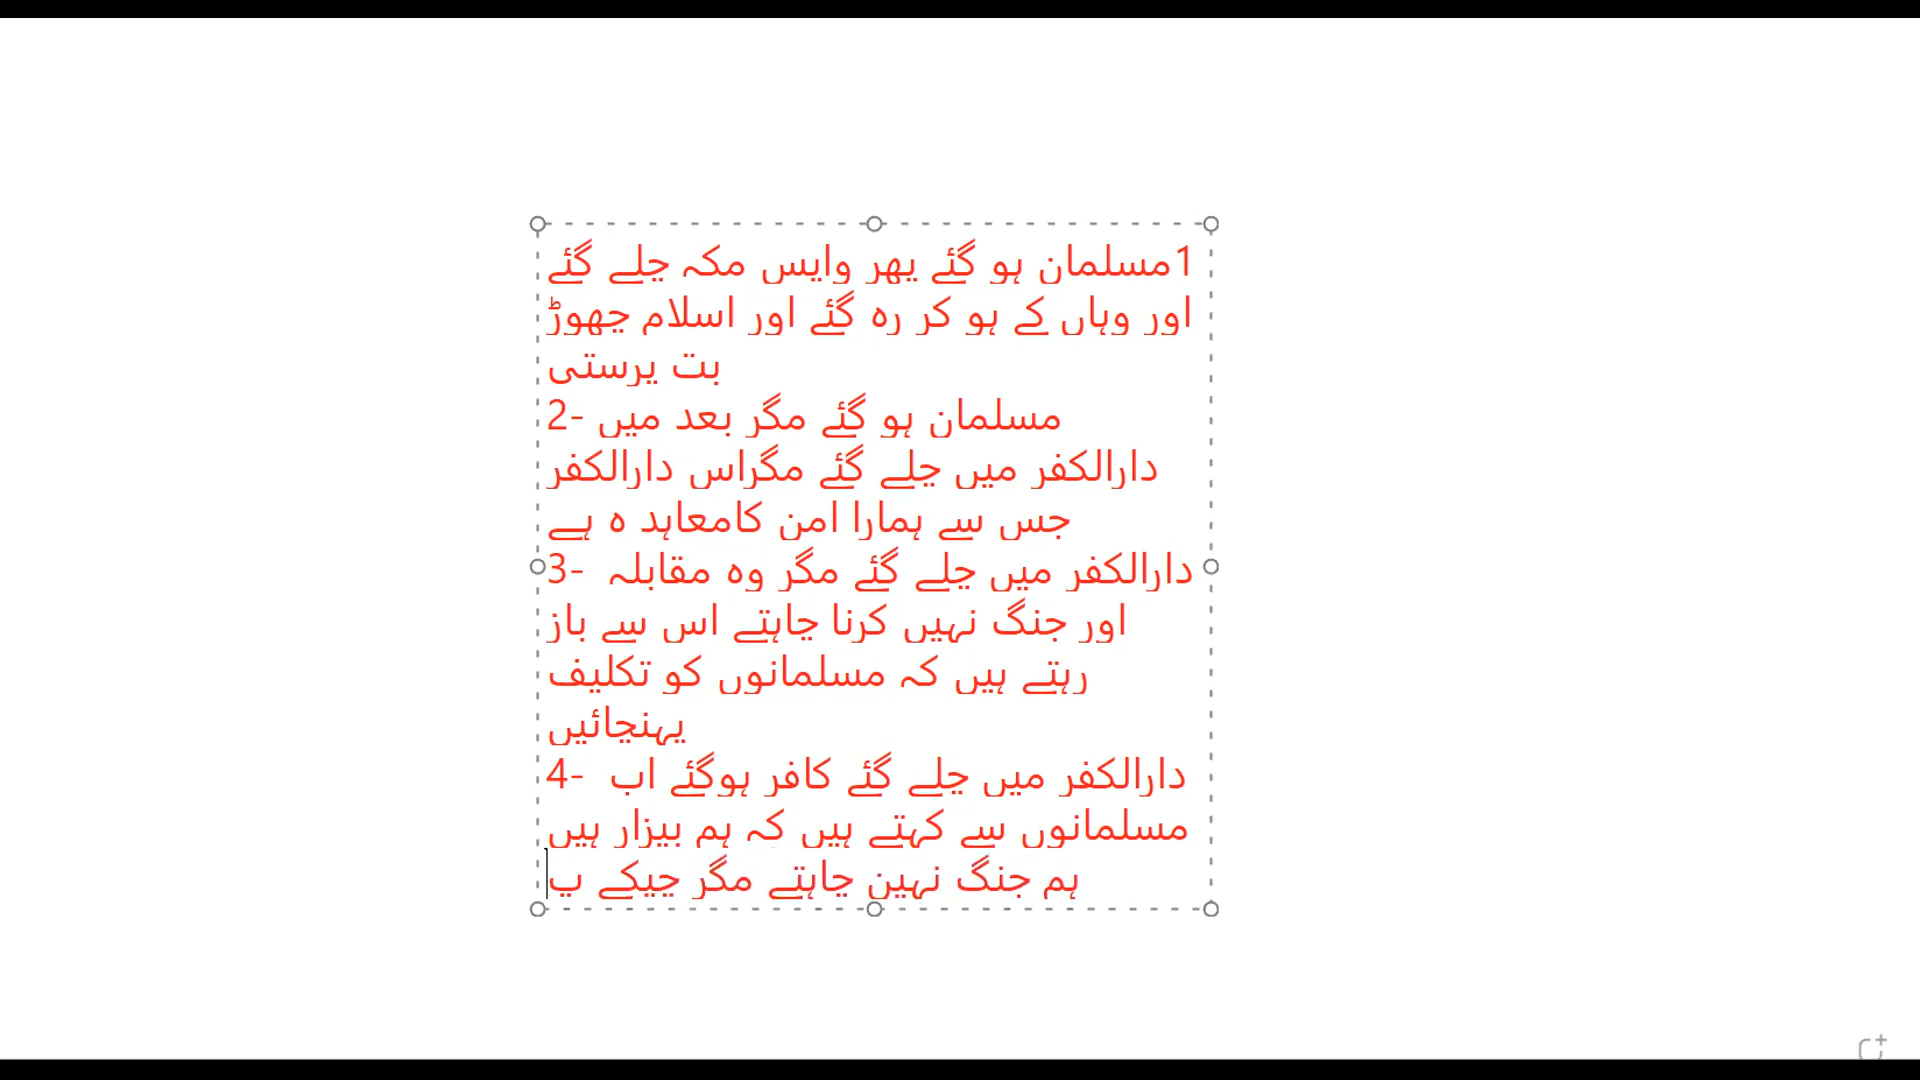 1مسلمان ہو گئے پھر واپس مکہ چلے گئے
اور وہاں کے ہو کر رہ گئے اور اسلام چھوڑ
بت پرستی
2- مسلمان ہو گئے مگر بعد میں
دارالکفر میں چلے گئے مگراس دارالکفر
جس سے ہمارا امن کامعاہد ہ ہے
3- دارالکفر میں چلے گئے مگر وہ مقابلہ
اور جنگ نہیں کرنا چاہتے اس سے باز
رہتے ہیں کہ مسلمانوں کو تکلیف
پہنچائیں
4- دارالکفر میں چلے گئے کافر ہوگئے اب
مسلمانوں سے کہتے ہیں کہ ہم بیزار ہیں
ہم جنگ نہین چاہتے مگر چپکے پ